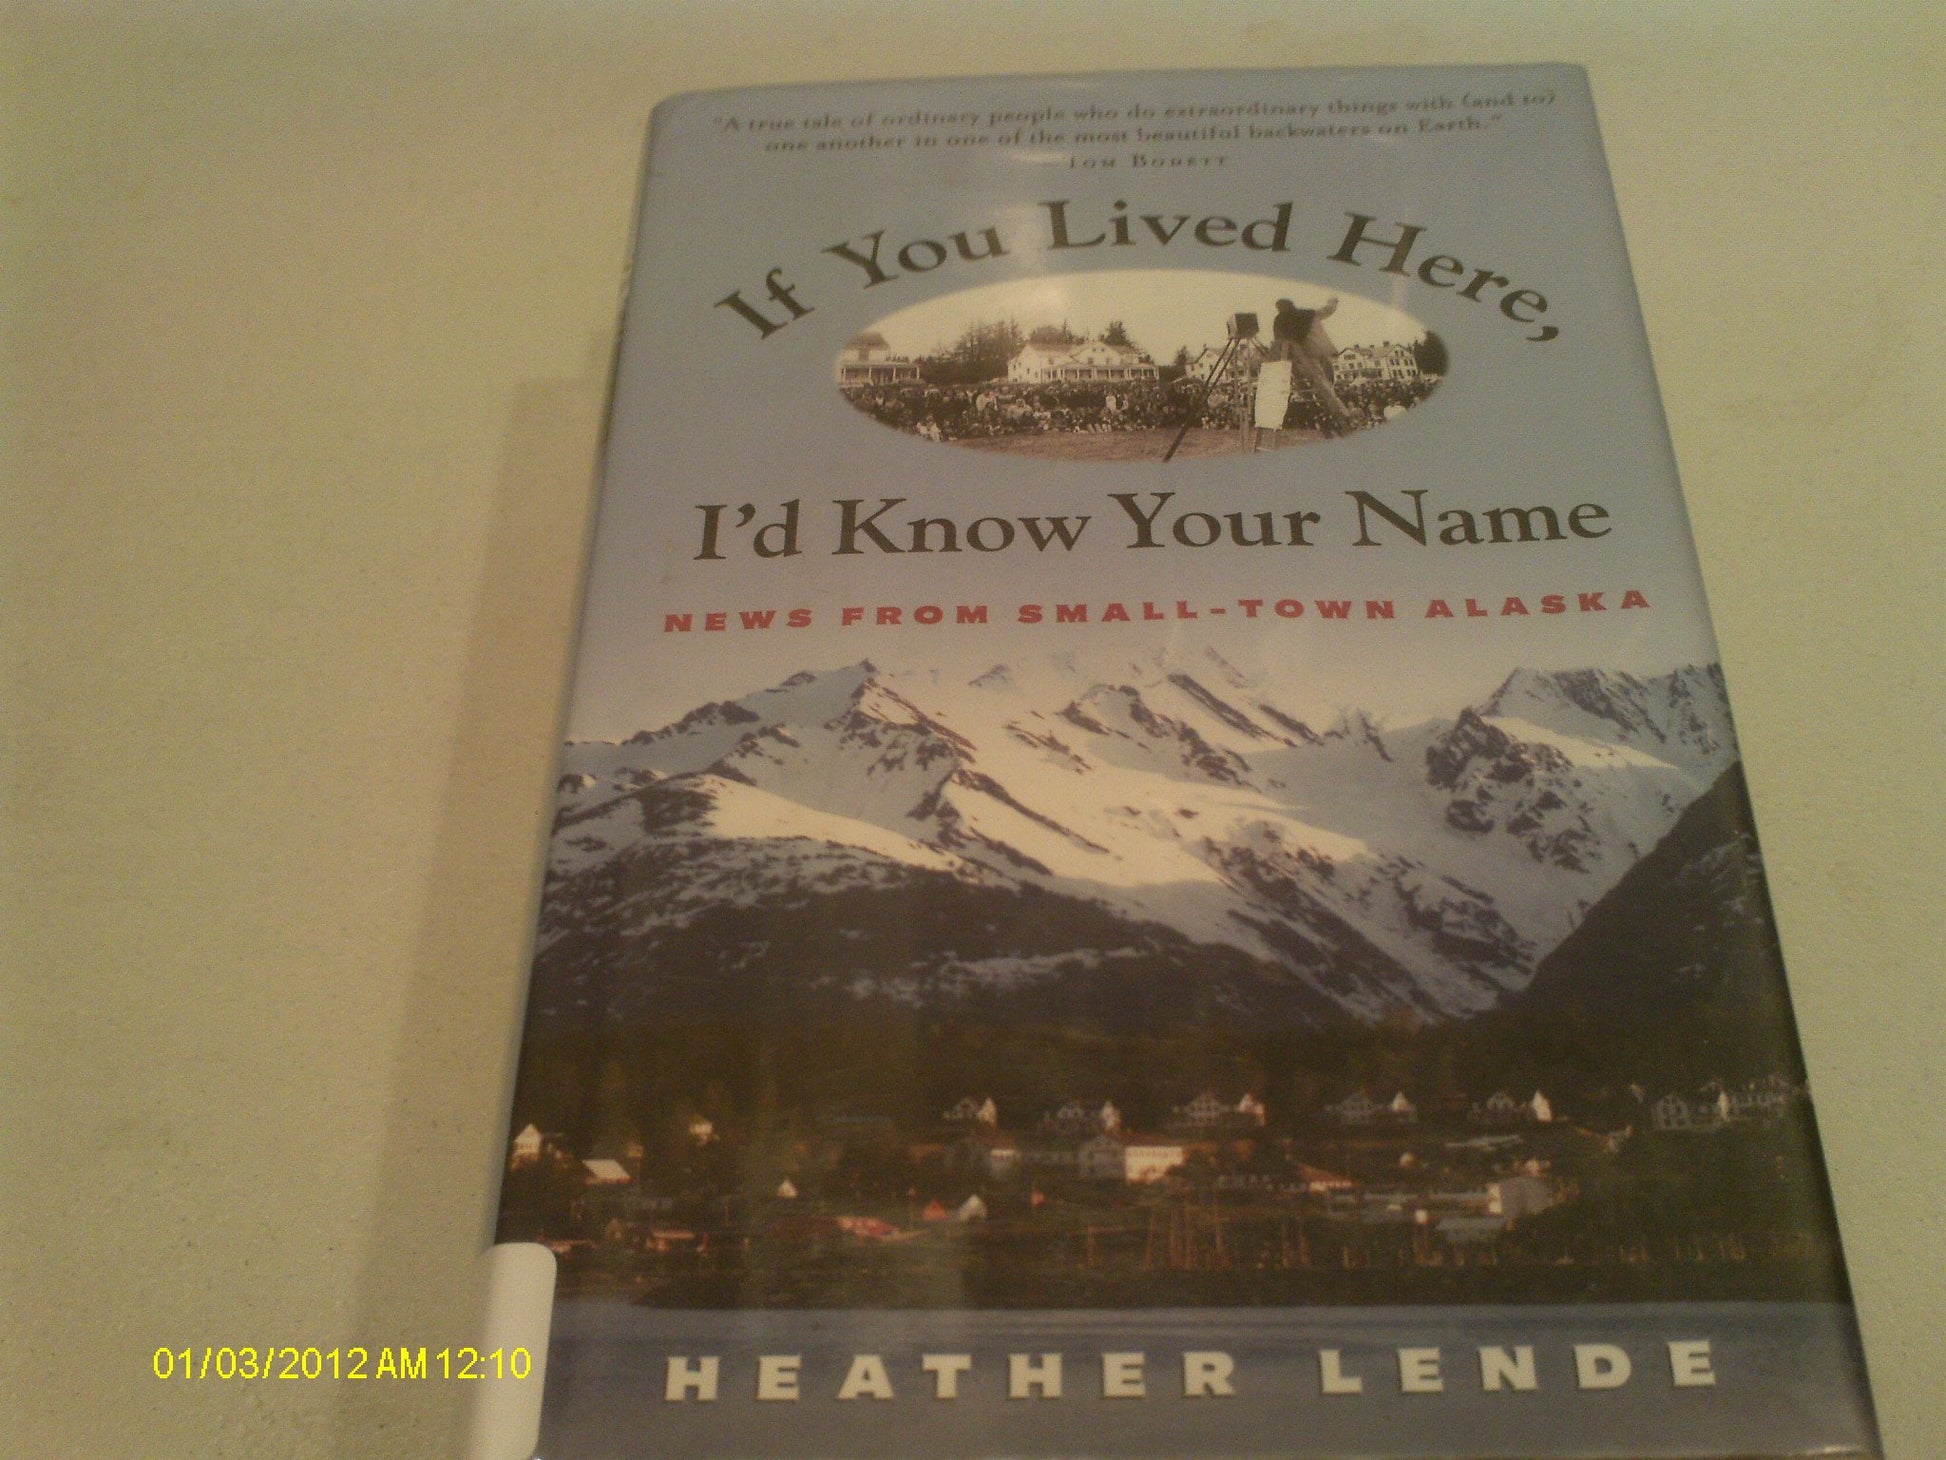 "A true tale of ordinary people who do extraordinary things with (and to)
one another in one of the most beautiful backwaters on Earth."
—Tom Bodett
If You Lived Here,
I'd Know Your Name
NEWS FROM SMALL-TOWN ALASKA
HEATHER LENDE
01/03/2012 AM 12:10